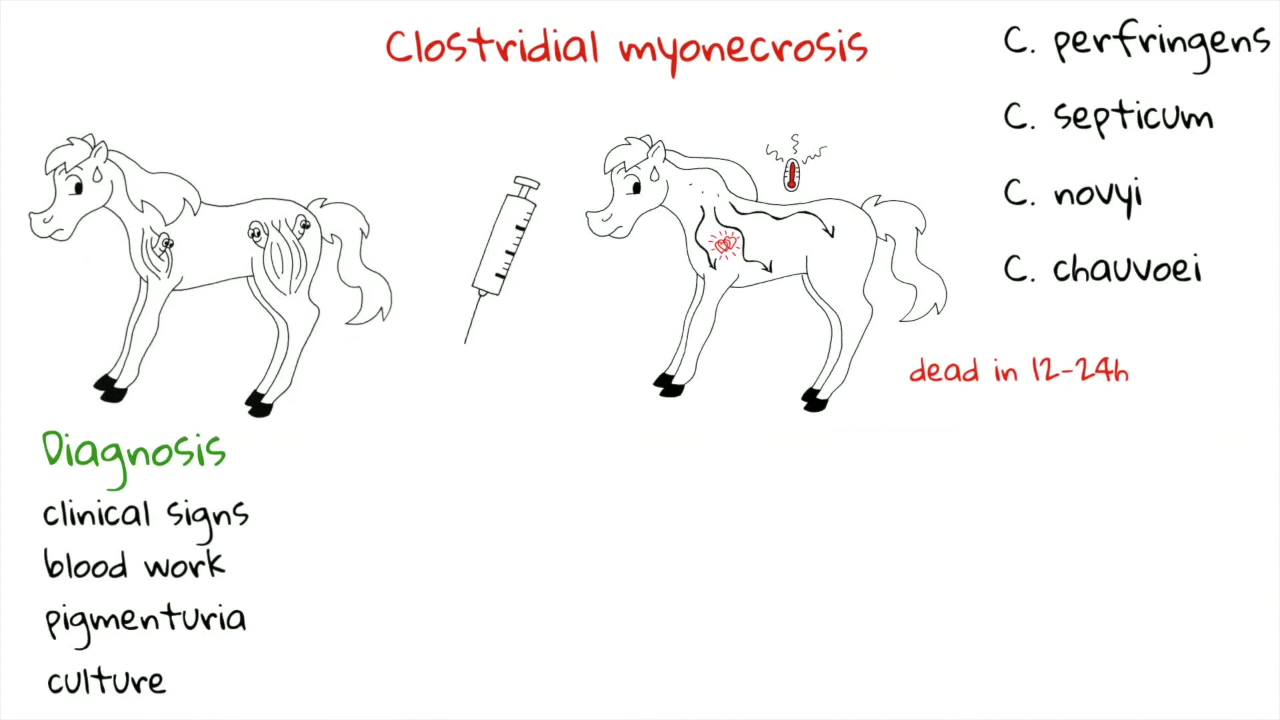 Clostridial myonecrosis
C. perfringens
C. septicum
C. novyi
C. chauvoei
dead in 12-24h
Diagnosis
clinical signs
blood work
pigmenturia
culture